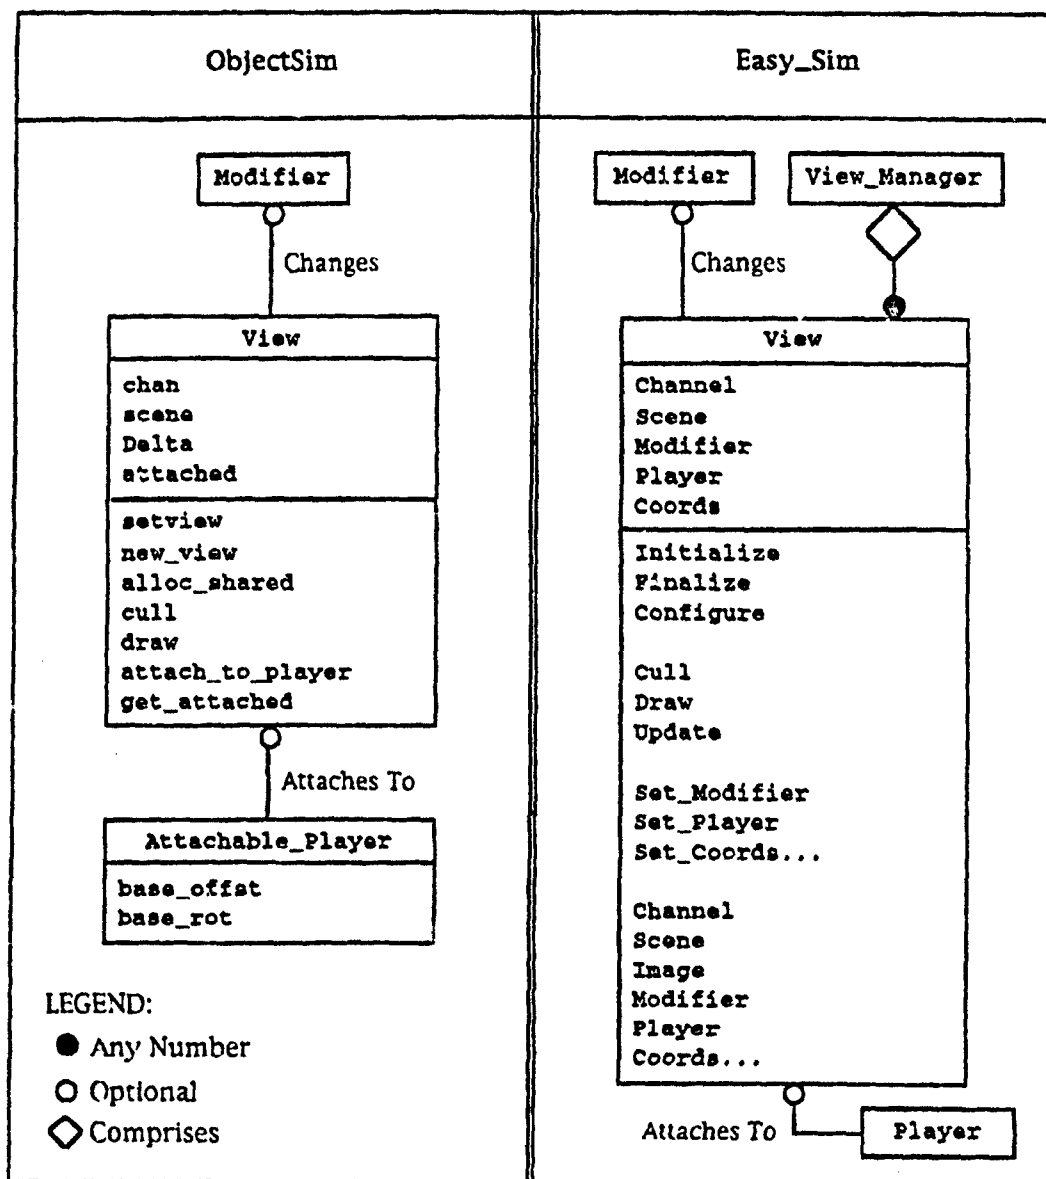 ObjectSim
Modifier
Changes
View
chan
scene
Delta
attached
setview
new_view
alloc_shared
cull
draw
attach_to_player
get_attached
Attaches To
Attachable_Player
base_offst
base_rot
LEGEND:
Any Number
Optional
Comprises
Easy_Sim
Modifier
View_Manager
Changes
View
Channel
Scene
Modifier
Player
Coords
Initialize
Finalize
Configure
Cull
Draw
Update
Set_Modifier
Set_Player
Set_Coords...
Channel
Scene
Image
Modifier
Player
Coords...
Attaches To
Player